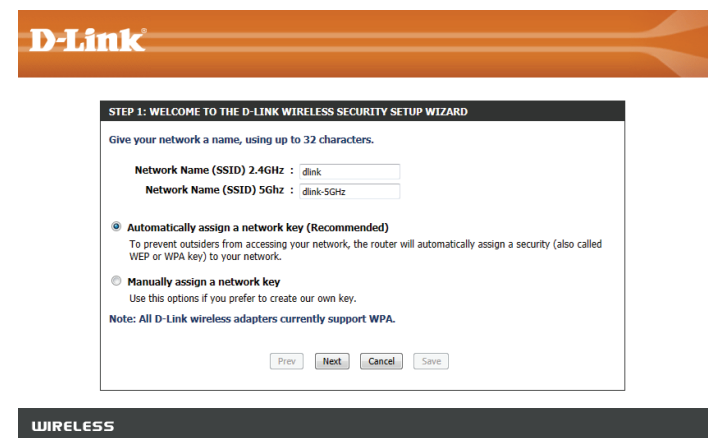 D-Link®
STEP 1: WELCOME TO THE D-LINK WIRELESS SECURITY SETUP WIZARD
Give your network a name, using up to 32 characters.
Network Name (SSID) 2.4GHz : dlink
Network Name (SSID) 5Ghz : dlink-5GHz
Automatically assign a network key (Recommended)
To prevent outsiders from accessing your network, the router will automatically assign a security (also called
WEP or WPA key) to your network.
Manually assign a network key
Use this options if you prefer to create our own key.
Note: All D-Link wireless adapters currently support WPA.
Prev Next Cancel Save
WIRELESS